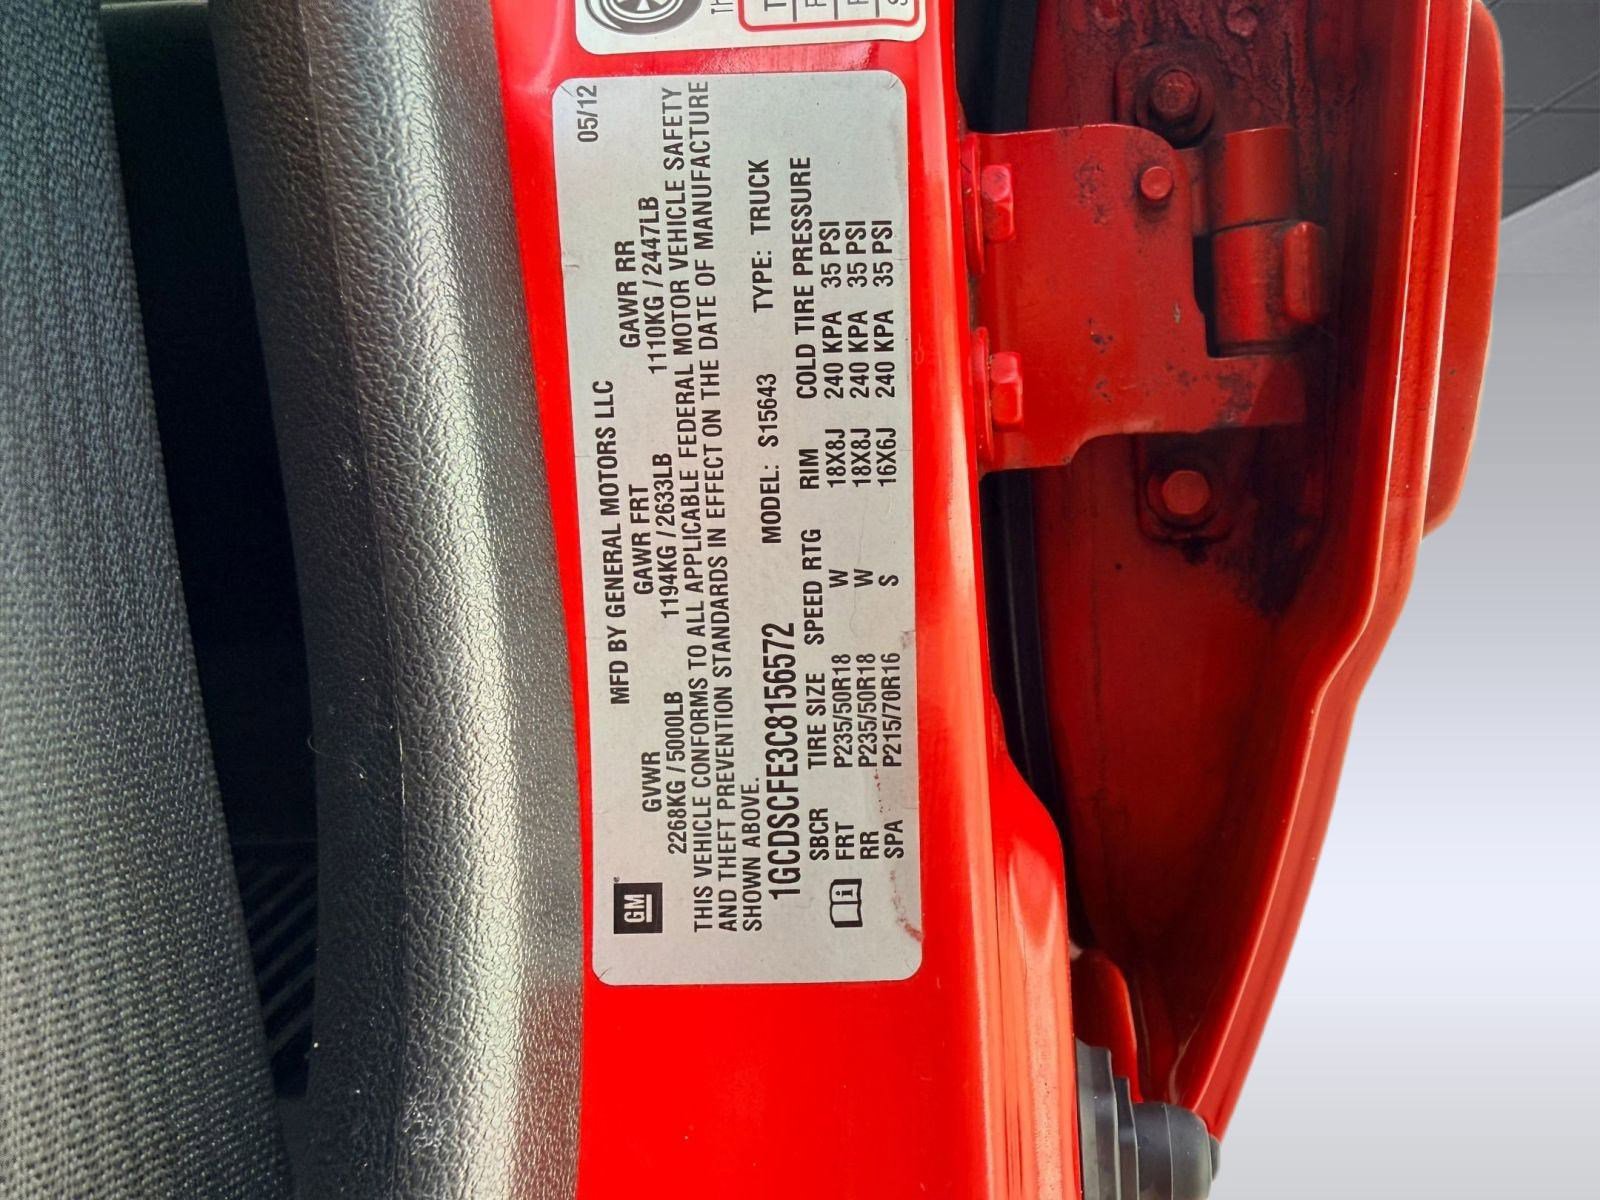 05/12
MFD BY GENERAL MOTORS LLC
GVWR GAWR FRT GAWR RR
2268KG / 5000LB 1194KG / 2633LB 1110KG / 2447LB
THIS VEHICLE CONFORMS TO ALL APPLICABLE FEDERAL MOTOR VEHICLE SAFETY
AND THEFT PREVENTION STANDARDS IN EFFECT ON THE DATE OF MANUFACTURE
SHOWN ABOVE.
GM
1GCDSCFE3C8156572 MODEL: S15643 TYPE: TRUCK
SBCR TIRE SIZE SPEED RTG RIM COLD TIRE PRESSURE
FRT P235/50R18 W 18X8J 240 KPA 35 PSI
RR P235/50R18 W 18X8J 240 KPA 35 PSI
SPA P215/70R16 S 16X6J 240 KPA 35 PSI